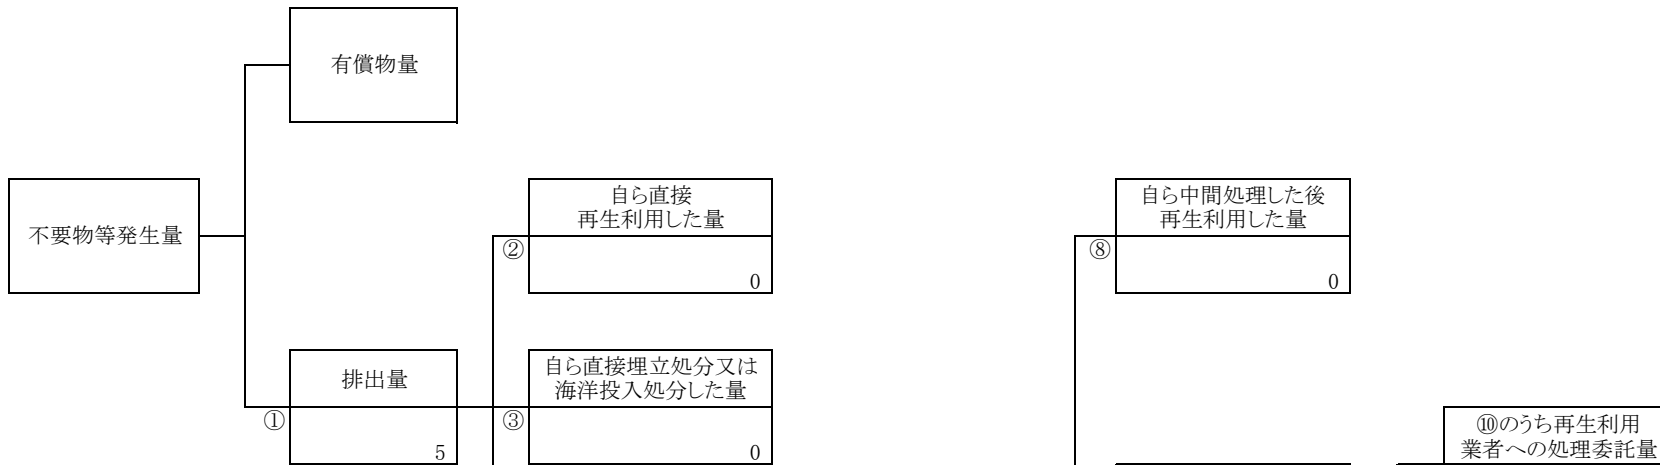 有償物量
不要物等発生量
自ら直接
再生利用した量
②
0
自ら中間処理した後
再生利用した量
⑧
0
排出量
①
5
自ら直接埋立処分又は
海洋投入処分した量
③
0
⑩のうち再生利用
業者への処理委託量